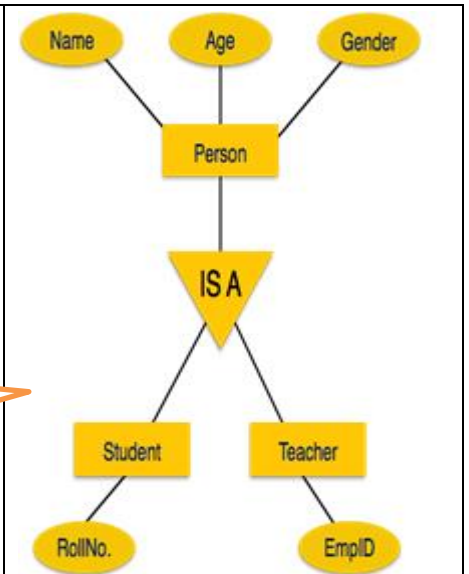 Name Age Gender
Person
IS A
Student Teacher
RollNo. EmpID